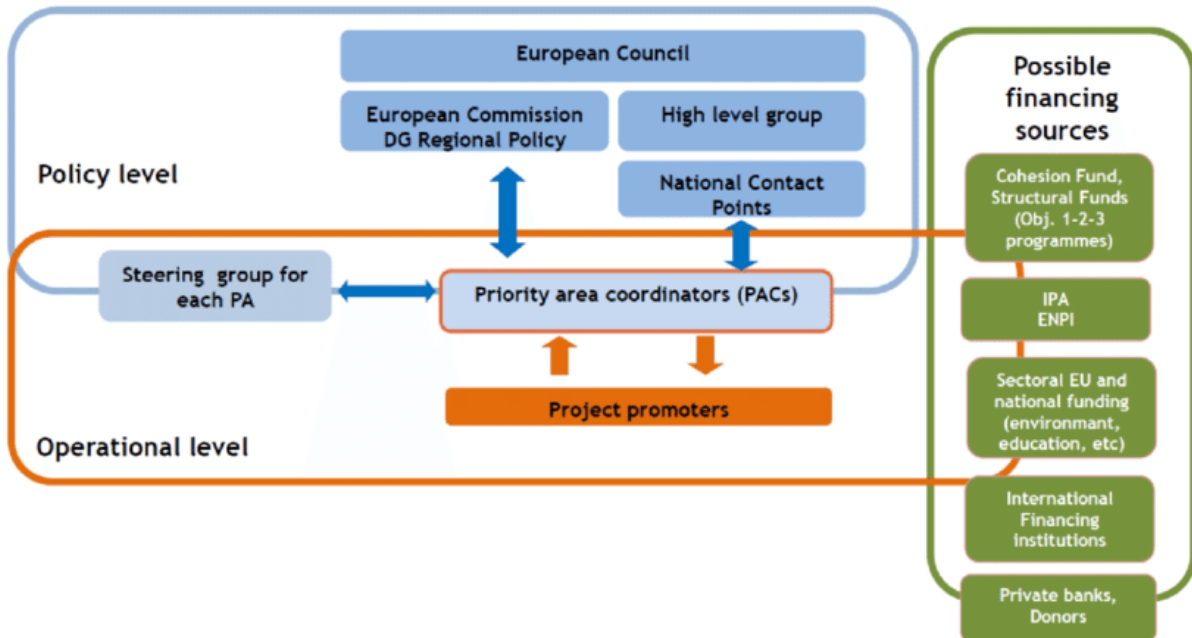 European Council
European Commission
DG Regional Policy
High level group
Policy level
National Contact
Points
Steering group for
each PA
Priority area coordinators (PACs)
Project promoters
Operational level
Possible
financing
sources
Cohesion Fund,
Structural Funds
(Obj. 1-2-3
programmes)
IPA
ENPI
Sectoral EU and
national funding
(environmant,
education, etc)
International
Financing
institutions
Private banks,
Donors